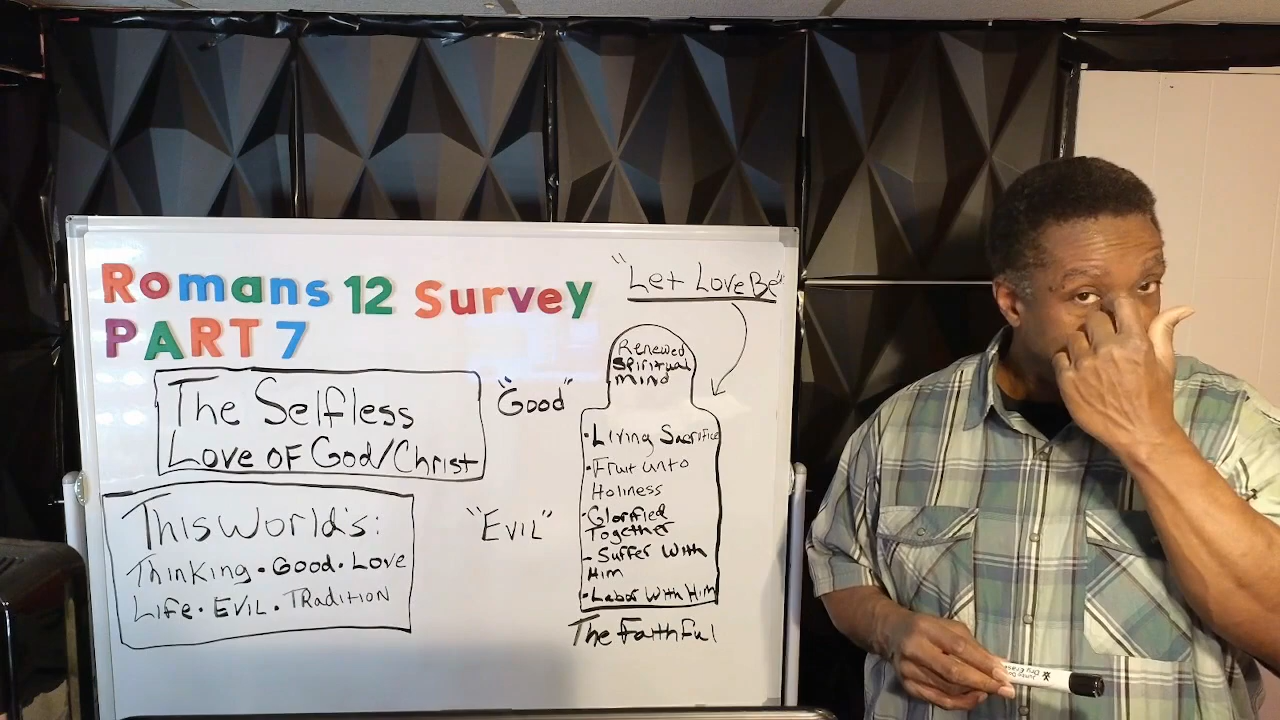 Romans 12 Survey
PART 7
"Let Love Be"
The Selfless
Love of God/Christ
"Good"
This World's:
Thinking • Good • Love
Life • Evil • Tradition
"Evil"
Renewed
Spiritual
mind
• Living Sacrifice
• Fruit unto
Holiness
• Glorified
Together
- Suffer With
Him
• Labor With Him
The Faithful
Dry Erase